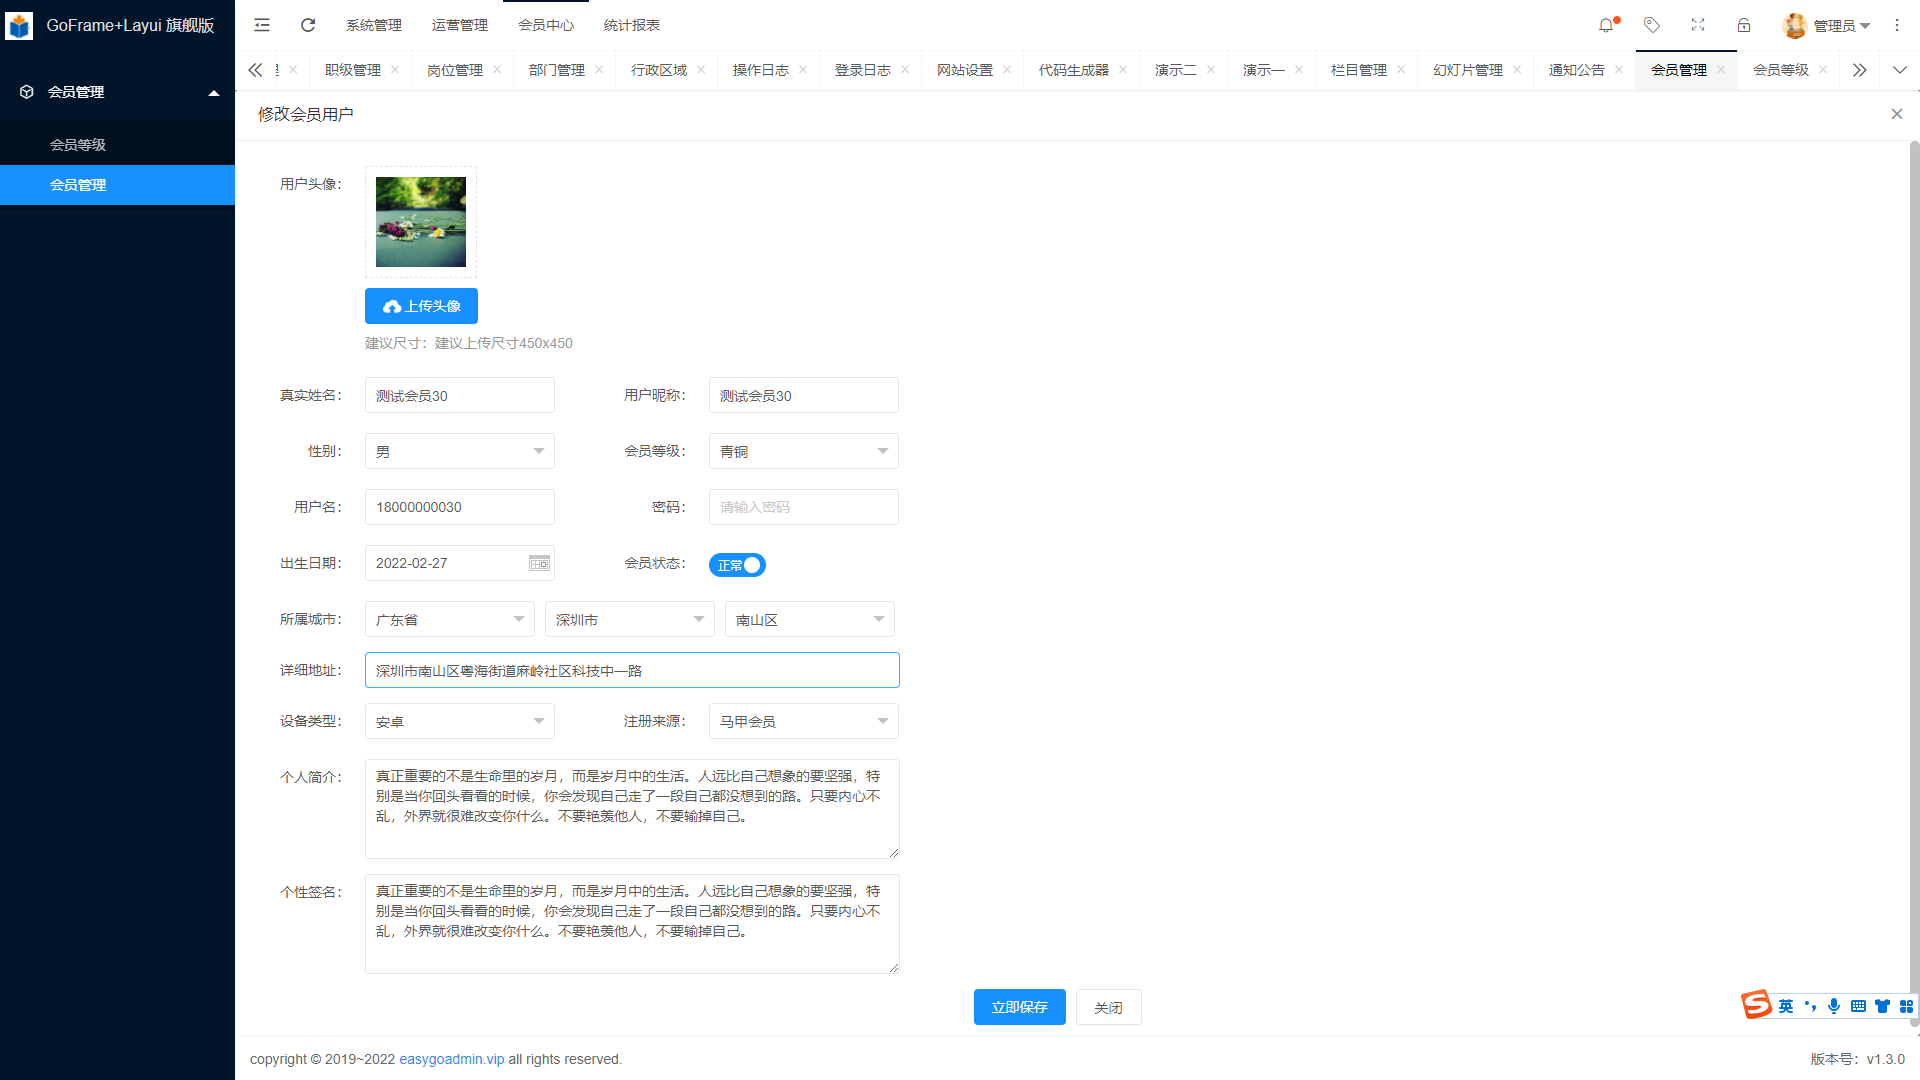 GoFrame+Layui 旗舰版
系统管理 运营管理 会员中心 统计报表
管理员
会员管理
会员等级
会员管理
理 职级管理 岗位管理 部门管理 行政区域 操作日志 登录日志 网站设置 代码生成器 演示二 演示一 栏目管理 幻灯片管理 通知公告 会员管理 会员等级
修改会员用户
用户头像：
上传头像
建议尺寸：建议上传尺寸450x450
真实姓名： 测试会员30 用户昵称： 测试会员30
性别： 男 会员等级： 青铜
用户名： 18000000030 密码： 请输入密码
出生日期： 2022-02-27 会员状态： 正常
所属城市： 广东省 深圳市 南山区
详细地址： 深圳市南山区粤海街道麻岭社区科技中一路
设备类型： 安卓 注册来源： 马甲会员
个人简介： 真正重要的不是生命里的岁月，而是岁月中的生活。人远比自己想象的要坚强，特
别是当你回头看看的时候，你会发现自己走了一段自己都没想到的路。只要内心不
乱，外界就很难改变你什么。不要艳羡他人，不要输掉自己。
个性签名： 真正重要的不是生命里的岁月，而是岁月中的生活。人远比自己想象的要坚强，特
别是当你回头看看的时候，你会发现自己走了一段自己都没想到的路。只要内心不
乱，外界就很难改变你什么。不要艳羡他人，不要输掉自己。
立即保存 关闭
英
copyright © 2019~2022 easygoadmin.vip all rights reserved.
版本号：v1.3.0